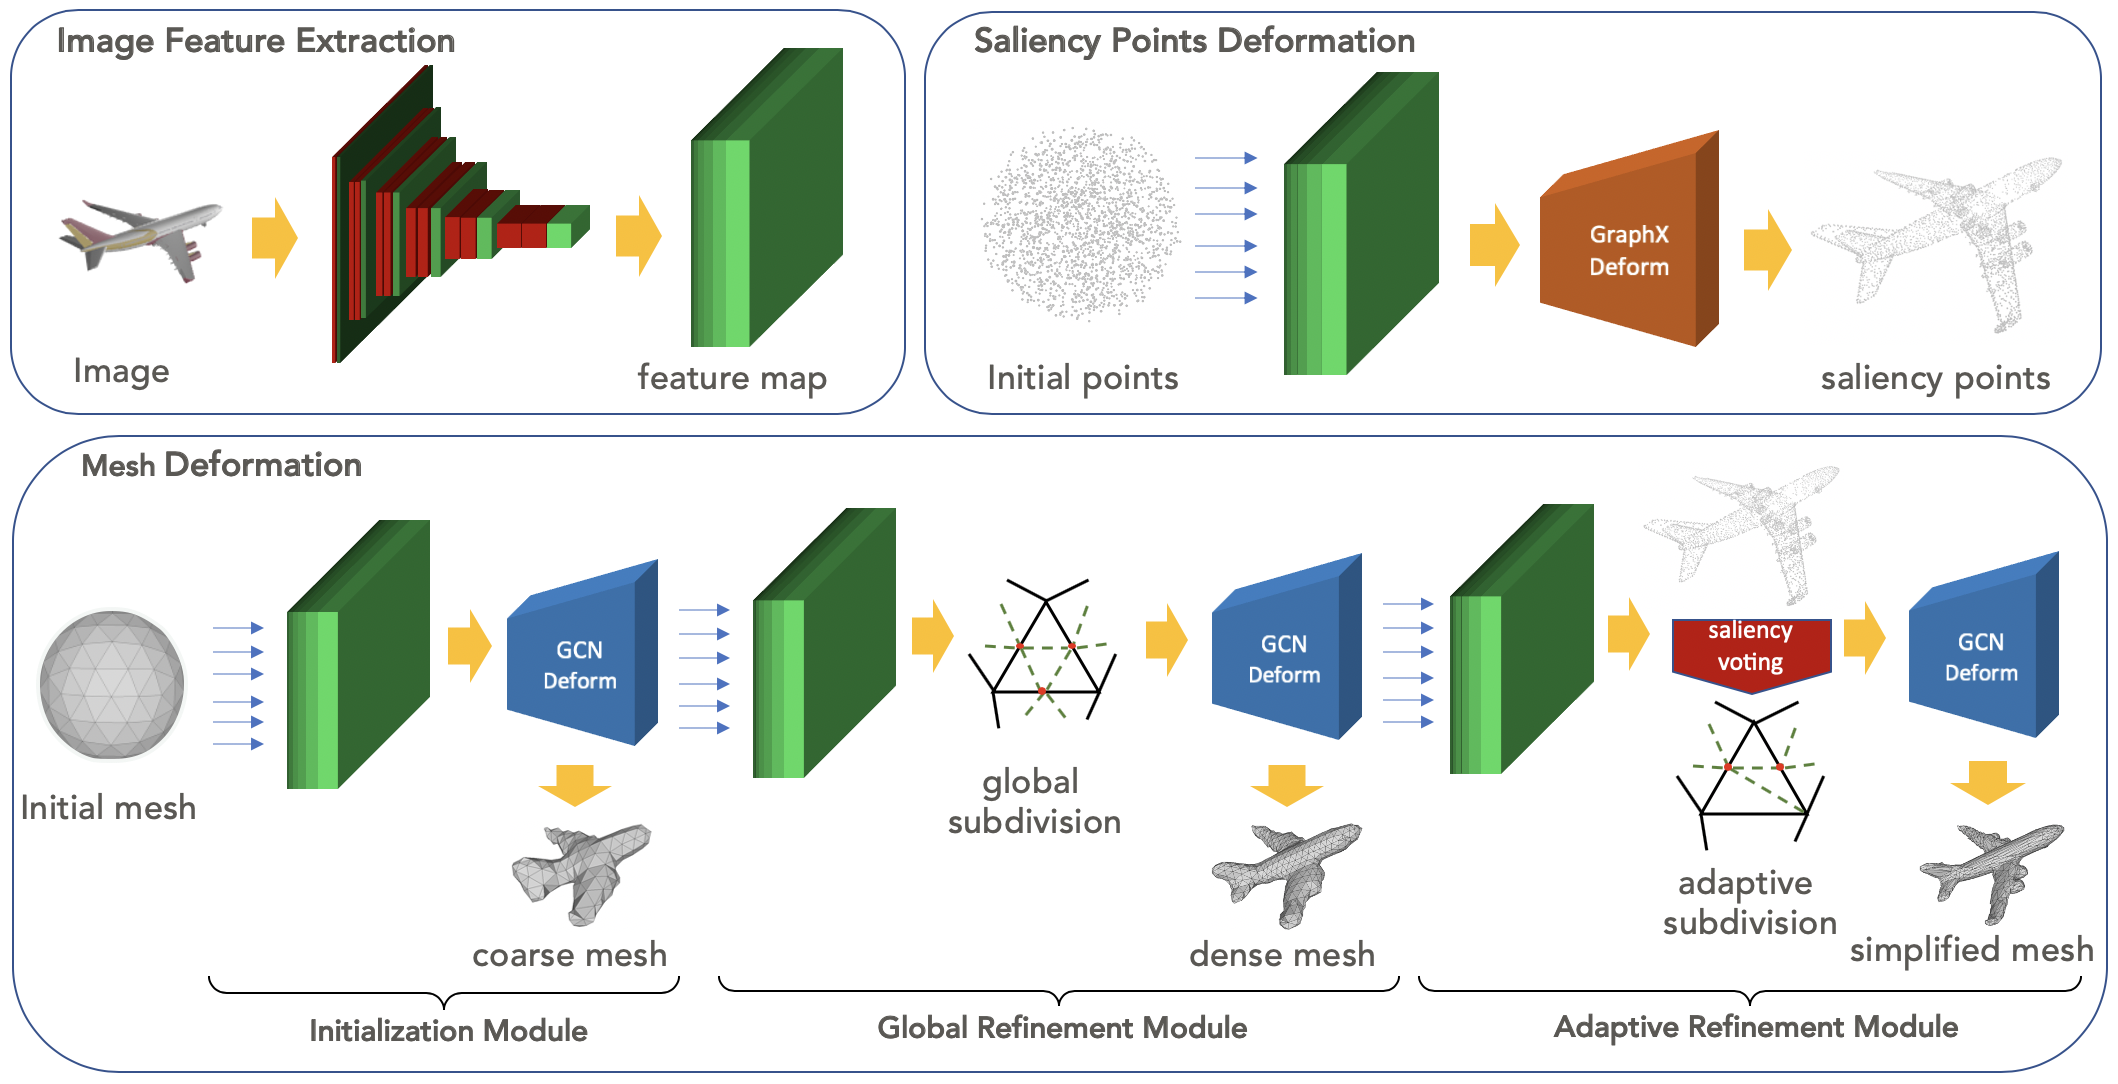 Image Feature Extraction
Image
feature map
Saliency Points Deformation
Initial points
GraphX
Deform
saliency points
Mesh Deformation
Initial mesh
GCN
Deform
coarse mesh
global
subdivision
GCN
Deform
dense mesh
saliency
voting
adaptive
subdivision
GCN
Deform
simplified mesh
Initialization Module
Global Refinement Module
Adaptive Refinement Module